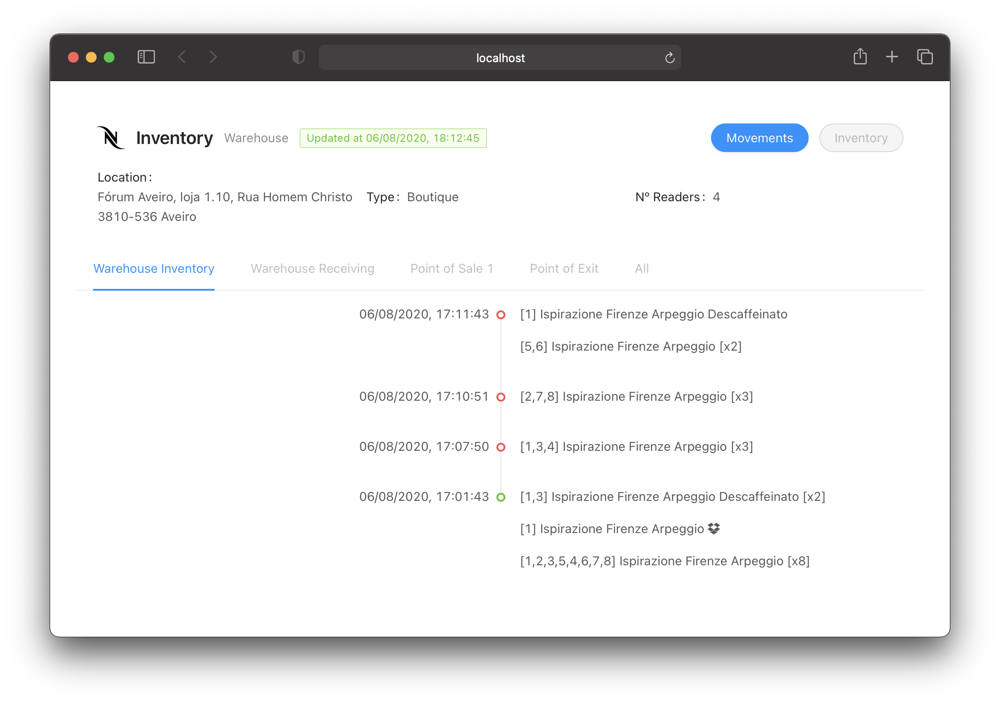 localhost
Inventory Warehouse Updated at 06/08/2020, 18:12:45 Movements Inventory
Location:
Fórum Aveiro, loja 1.10, Rua Homem Christo Type: Boutique Nº Readers: 4
3810-536 Aveiro
Warehouse Inventory Warehouse Receiving Point of Sale 1 Point of Exit All
06/08/2020, 17:11:43 [1] Ispirazione Firenze Arpeggio Descaffeinato
[5,6] Ispirazione Firenze Arpeggio [x2]
06/08/2020, 17:10:51 [2,7,8] Ispirazione Firenze Arpeggio [x3]
06/08/2020, 17:07:50 [1,3,4] Ispirazione Firenze Arpeggio [x3]
06/08/2020, 17:01:43 [1,3] Ispirazione Firenze Arpeggio Descaffeinato [x2]
[1] Ispirazione Firenze Arpeggio
[1,2,3,5,4,6,7,8] Ispirazione Firenze Arpeggio [x8]